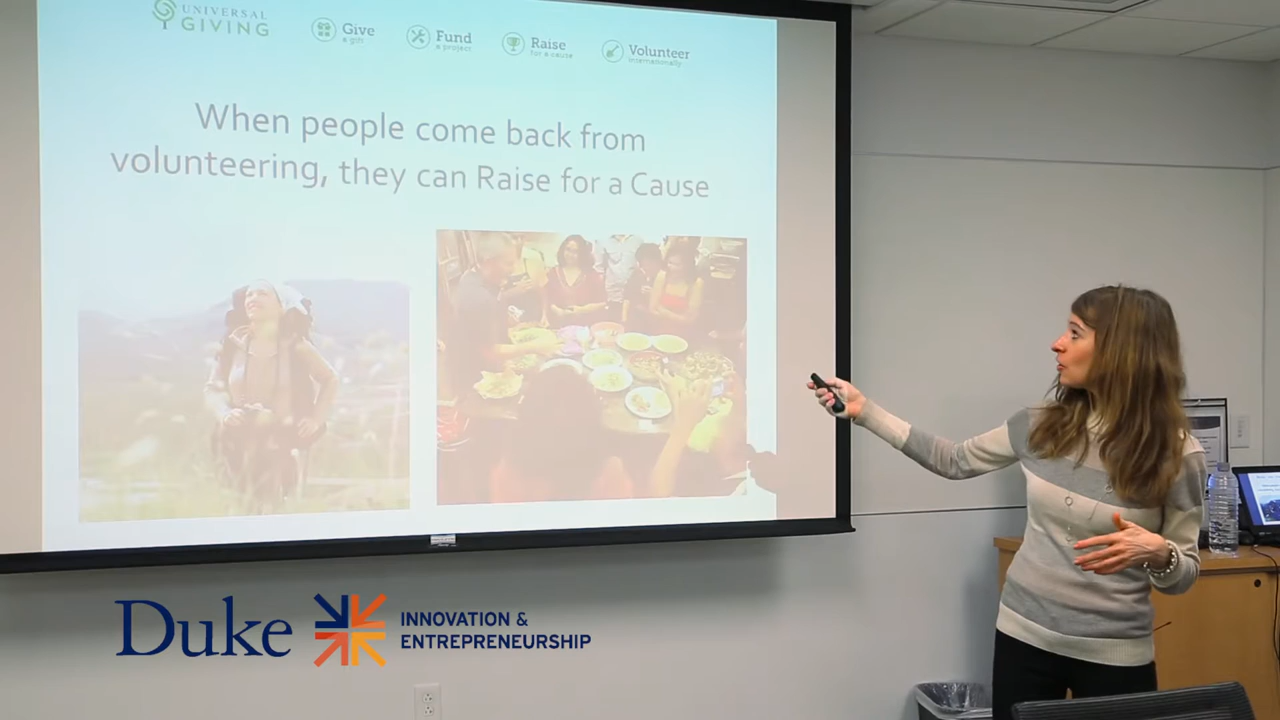 UNIVERSAL
GIVING
Give
a gift
Fund
a project
Raise
for a cause
Volunteer
internationally
When people come back from
volunteering, they can Raise for a Cause
Duke
INNOVATION &
ENTREPRENEURSHIP